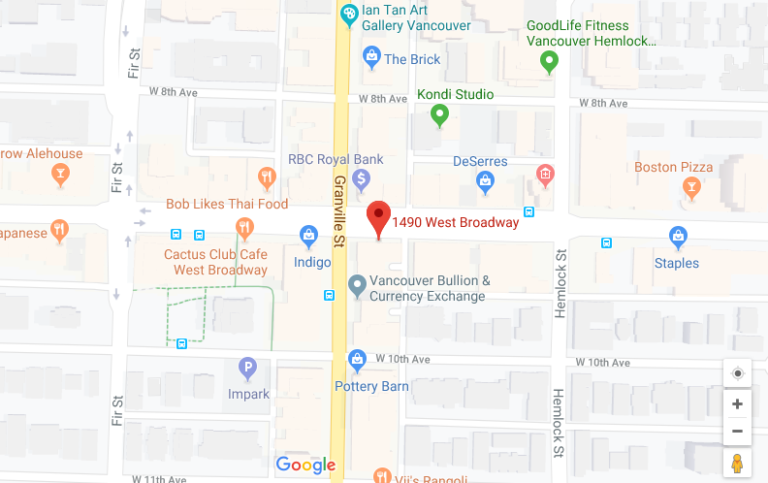 Ian Tan Art
Gallery Vancouver
GoodLife Fitness
Vancouver Hemlock...
The Brick
Fir St
W 8th Ave
W 8th Ave
W 8th Ave
Kondi Studio
row Alehouse
RBC Royal Bank
DeSerres
Boston Pizza
Fir St
Granville St
Bob Likes Thai Food
1490 West Broadway
apanese
Cactus Club Cafe
West Broadway
Indigo
Staples
Hemlock St
Vancouver Bullion &
Currency Exchange
W 10th Ave
W 10th Ave
P
Impark
Pottery Barn
Fir St
Hemlock St
Google
W 11th Ave
Vij's Rangoli